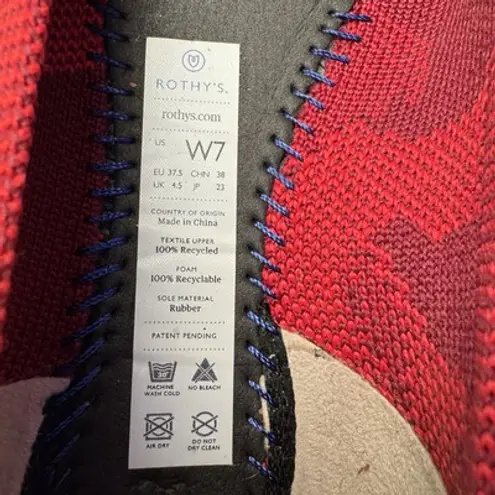 ROTHY'S.
rothys.com
US W7
EU 37.5 CHN 38
UK 4.5 JP 23
COUNTRY OF ORIGIN
Made in China
TEXTILE UPPER
100% Recycled
FOAM
100% Recyclable
SOLE MATERIAL
Rubber
PATENT PENDING
30°
MACHINE WASH COLD
NO BLEACH
AIR DRY
DO NOT DRY CLEAN